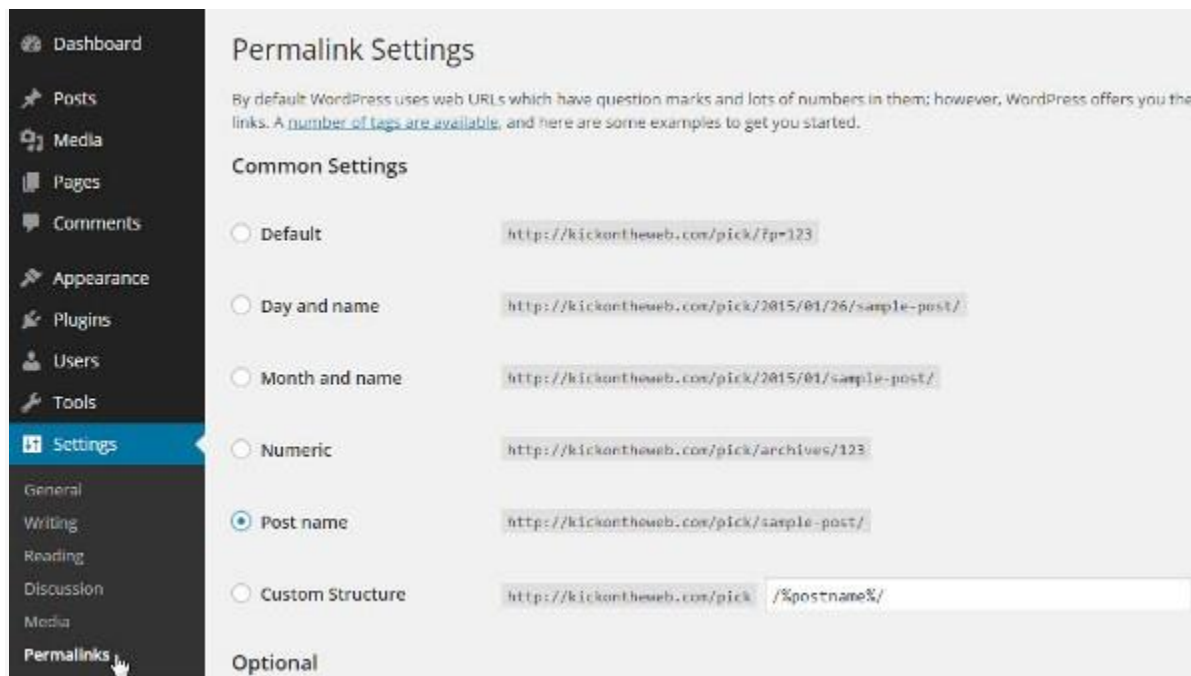 Dashboard
Posts
Media
Pages
Comments
Appearance
Plugins
Users
Tools
Settings
General
Writing
Reading
Discussion
Media
Permalinks
Permalink Settings
By default WordPress uses web URLs which have question marks and lots of numbers in them; however, WordPress offers you the
links. A number of tags are available, and here are some examples to get you started.
Common Settings
Default http://kickontheweb.com/pick/?p=123
Day and name http://kickontheweb.com/pick/2015/01/26/sample-post/
Month and name http://kickontheweb.com/pick/2015/01/sample-post/
Numeric http://kickontheweb.com/pick/archives/123
Post name http://kickontheweb.com/pick/sample-post/
Custom Structure http://kickontheweb.com/pick /%postname%/
Optional